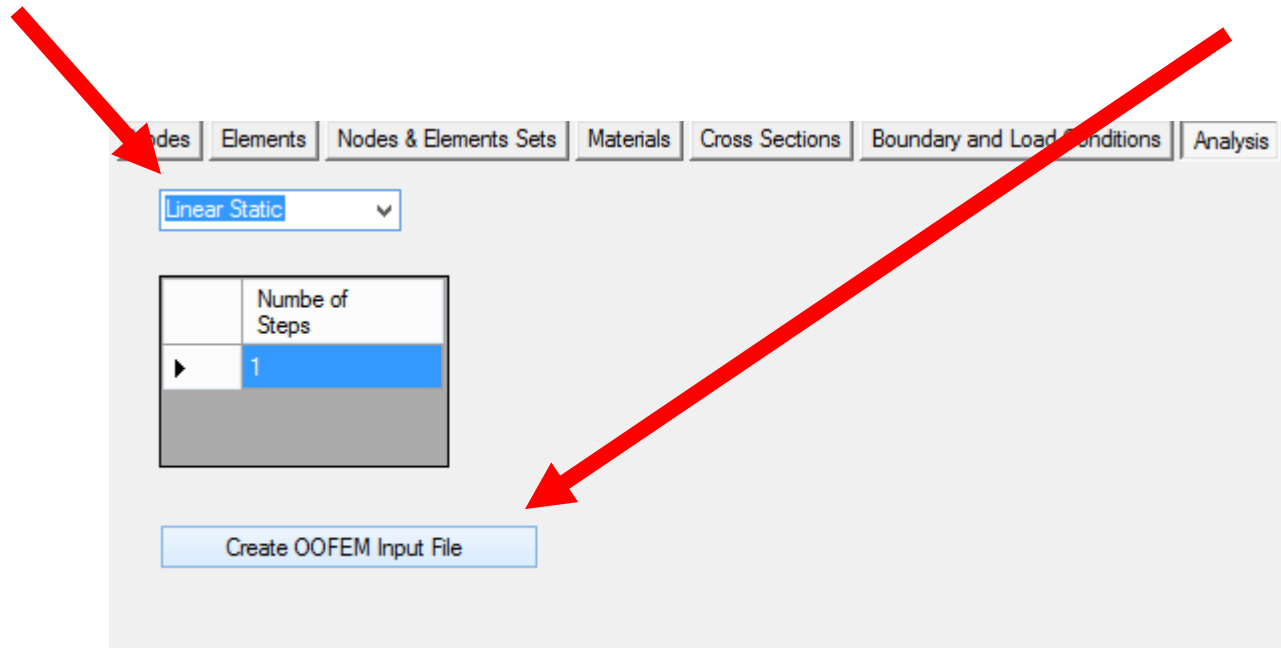 Elements Nodes & Elements Sets Materials Cross Sections Boundary and Load Conditions Analysis
Linear Static
Numbe of
Steps
1
Create OOFEM Input File